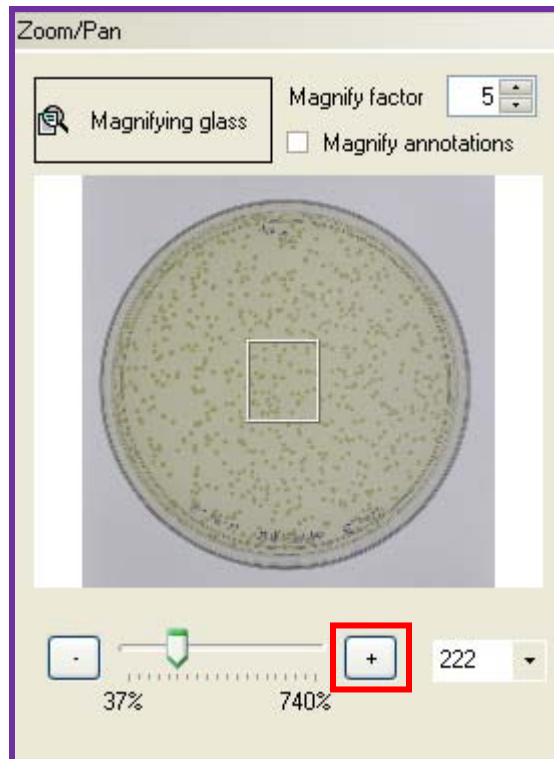 Zoom/Pan
Magnifying glass
Magnify factor 5
Magnify annotations
- + 222
37% 740%